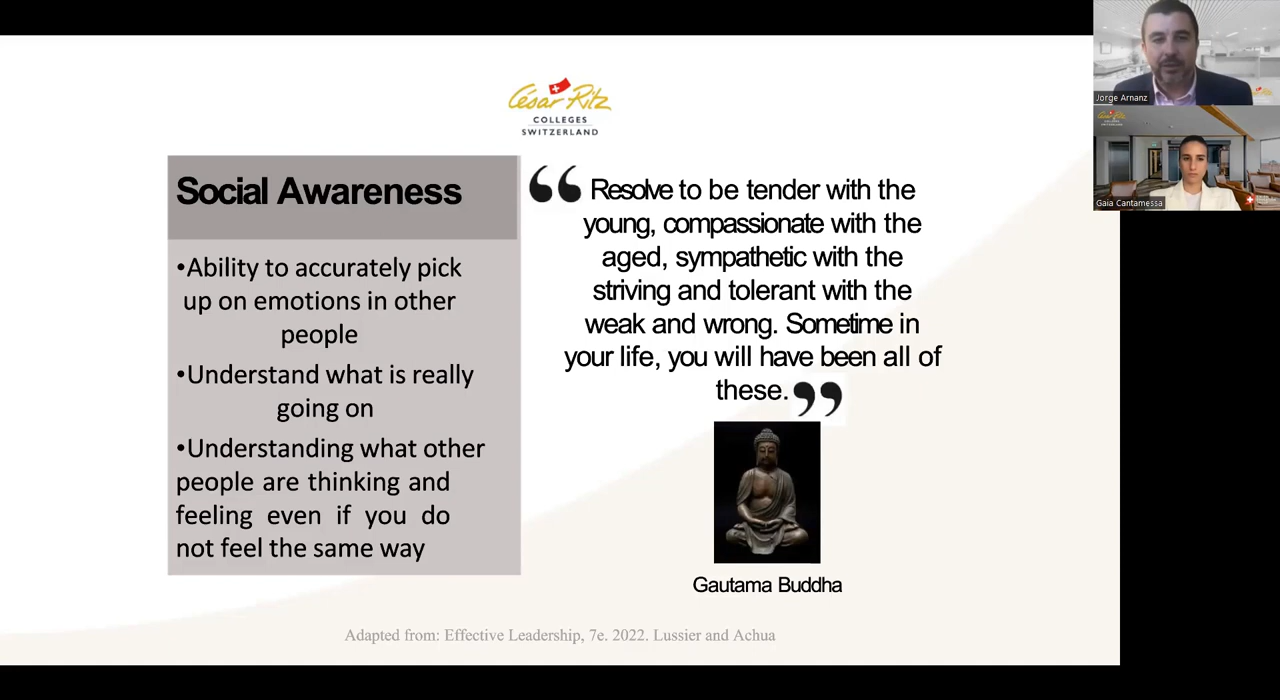 César Ritz
COLLEGES
SWITZERLAND
Social Awareness
•Ability to accurately pick
up on emotions in other
people
•Understand what is really
going on
•Understanding what other
people are thinking and
feeling even if you do
not feel the same way
“ Resolve to be tender with the
young, compassionate with the
aged, sympathetic with the
striving and tolerant with the
weak and wrong. Sometime in
your life, you will have been all of
these. ”
Gautama Buddha
Adapted from: Effective Leadership, 7e. 2022. Lussier and Achua
Jorge Arnanz
César Ritz
COLLEGES
SWITZERLAND
Gaia Cantamessa